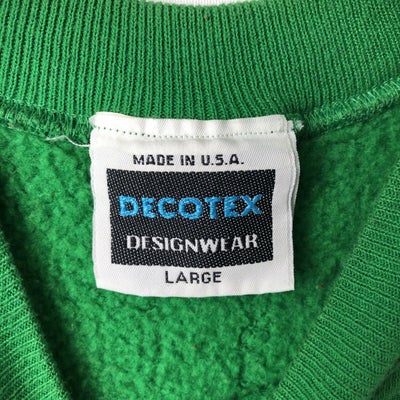 MADE IN U.S.A.
DECOTEX
DESIGNWEAR
LARGE